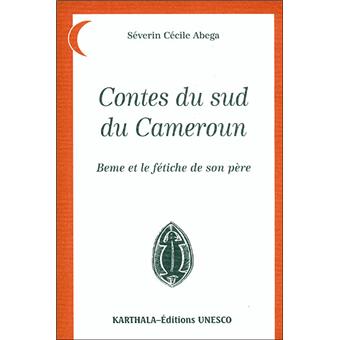 Séverin Cécile Abega
Contes du sud
du Cameroun
Beme et le fétiche de son père
KARTHALA–Éditions UNESCO